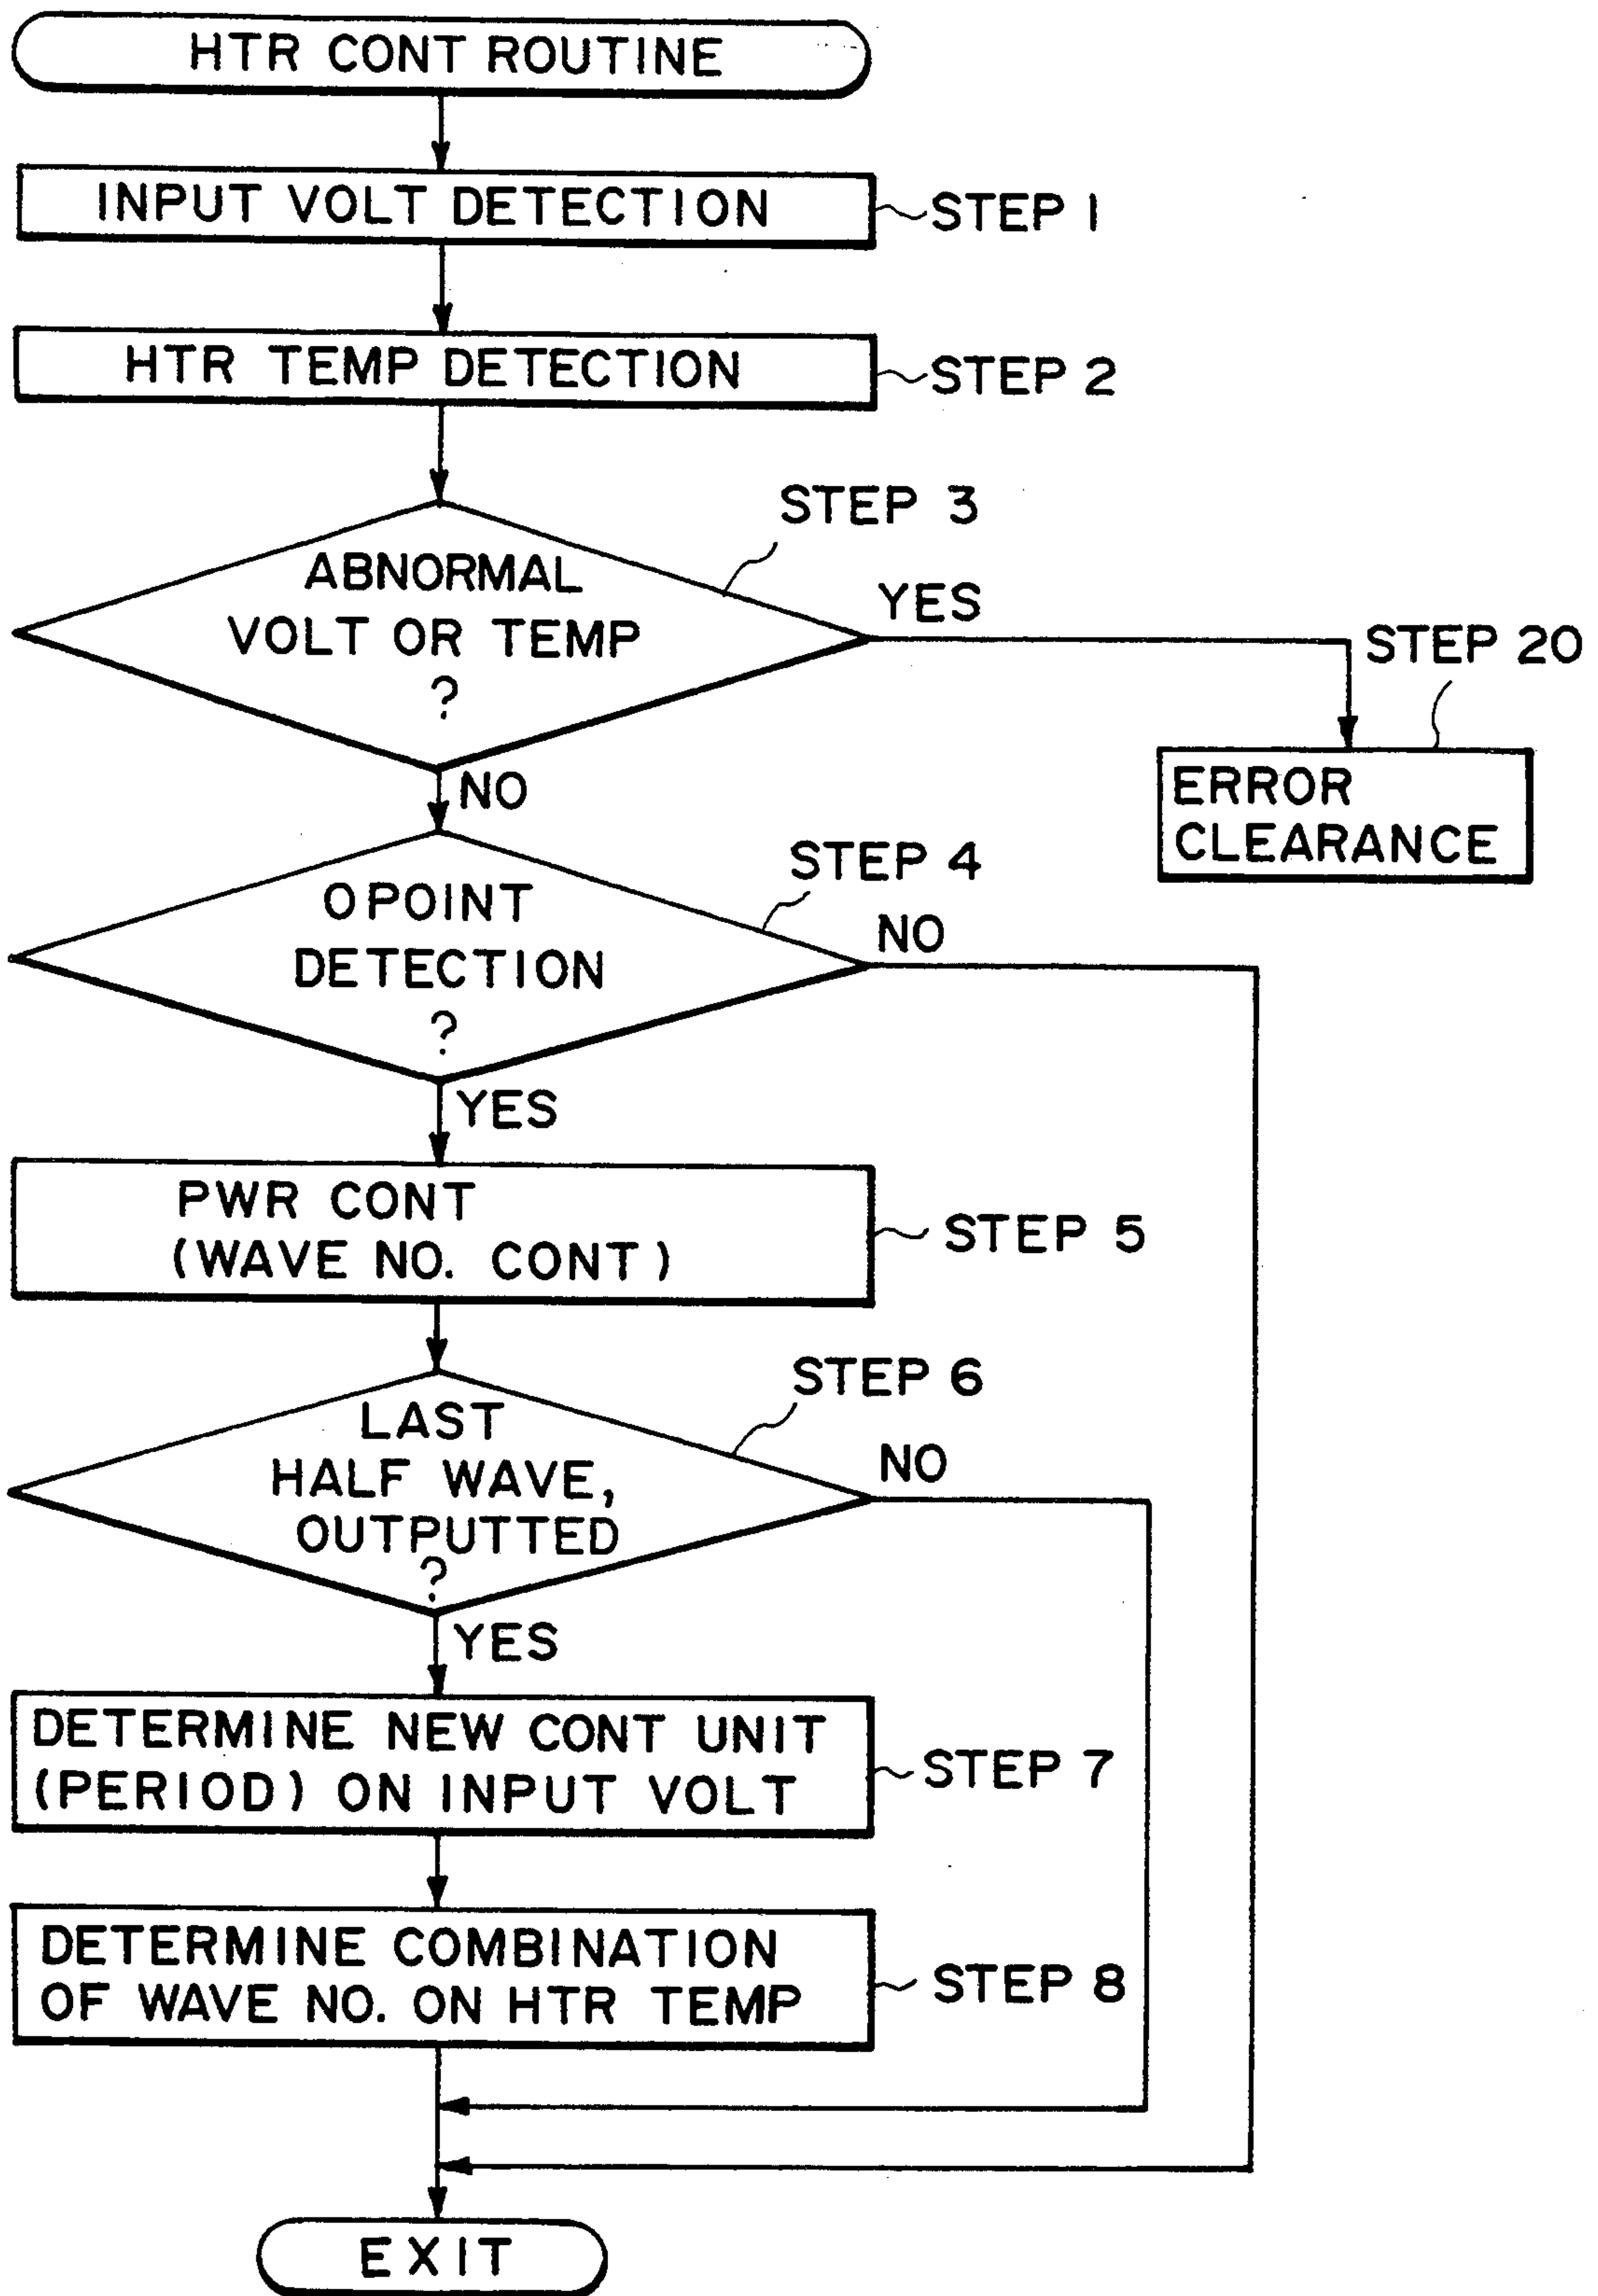 HTR CONT ROUTINE
INPUT VOLT DETECTION
STEP 1
HTR TEMP DETECTION
STEP 2
STEP 3
ABNORMAL
VOLT OR TEMP
?
YES
STEP 20
ERROR
CLEARANCE
NO
STEP 4
0 POINT
DETECTION
?
NO
YES
PWR CONT
(WAVE NO. CONT)
STEP 5
STEP 6
LAST
HALF WAVE,
OUTPUTTED
?
NO
YES
DETERMINE NEW CONT UNIT
(PERIOD) ON INPUT VOLT
STEP 7
DETERMINE COMBINATION
OF WAVE NO. ON HTR TEMP
STEP 8
EXIT